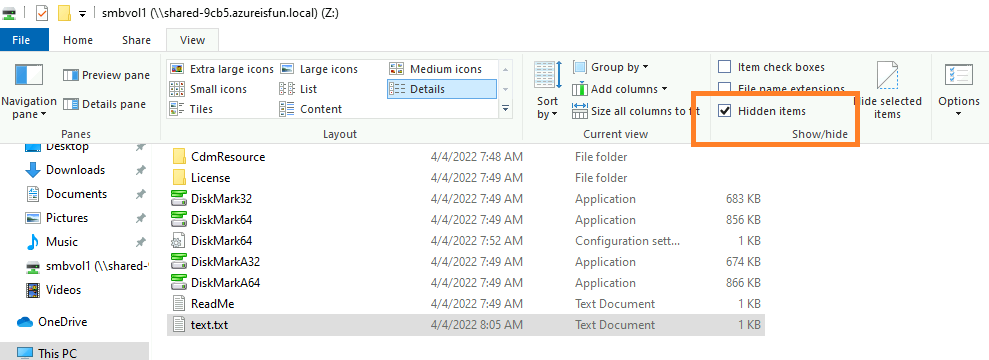 smbvol1 (\\shared-9cb5.azureisfun.local) (Z:)
File Home Share View
Navigation pane
Preview pane
Details pane
Panes
Extra large icons Large icons Medium icons
Small icons List Details
Tiles Content
Layout
Sort by
Group by
Add columns
Size all columns to fit
Current view
Item check boxes
File name extensions
Hidden items
Show/hide
selected items
Options
Desktop
Downloads
Documents
Pictures
Music
smbvol1 (\\shared-9
Videos
OneDrive
This PC
CdmResource 4/4/2022 7:48 AM File folder
License 4/4/2022 7:49 AM File folder
DiskMark32 4/4/2022 7:49 AM Application 683 KB
DiskMark64 4/4/2022 7:49 AM Application 856 KB
DiskMark64 4/4/2022 7:52 AM Configuration sett... 1 KB
DiskMarkA32 4/4/2022 7:49 AM Application 674 KB
DiskMarkA64 4/4/2022 7:49 AM Application 866 KB
ReadMe 4/4/2022 7:49 AM Text Document 1 KB
text.txt 4/4/2022 8:05 AM Text Document 1 KB